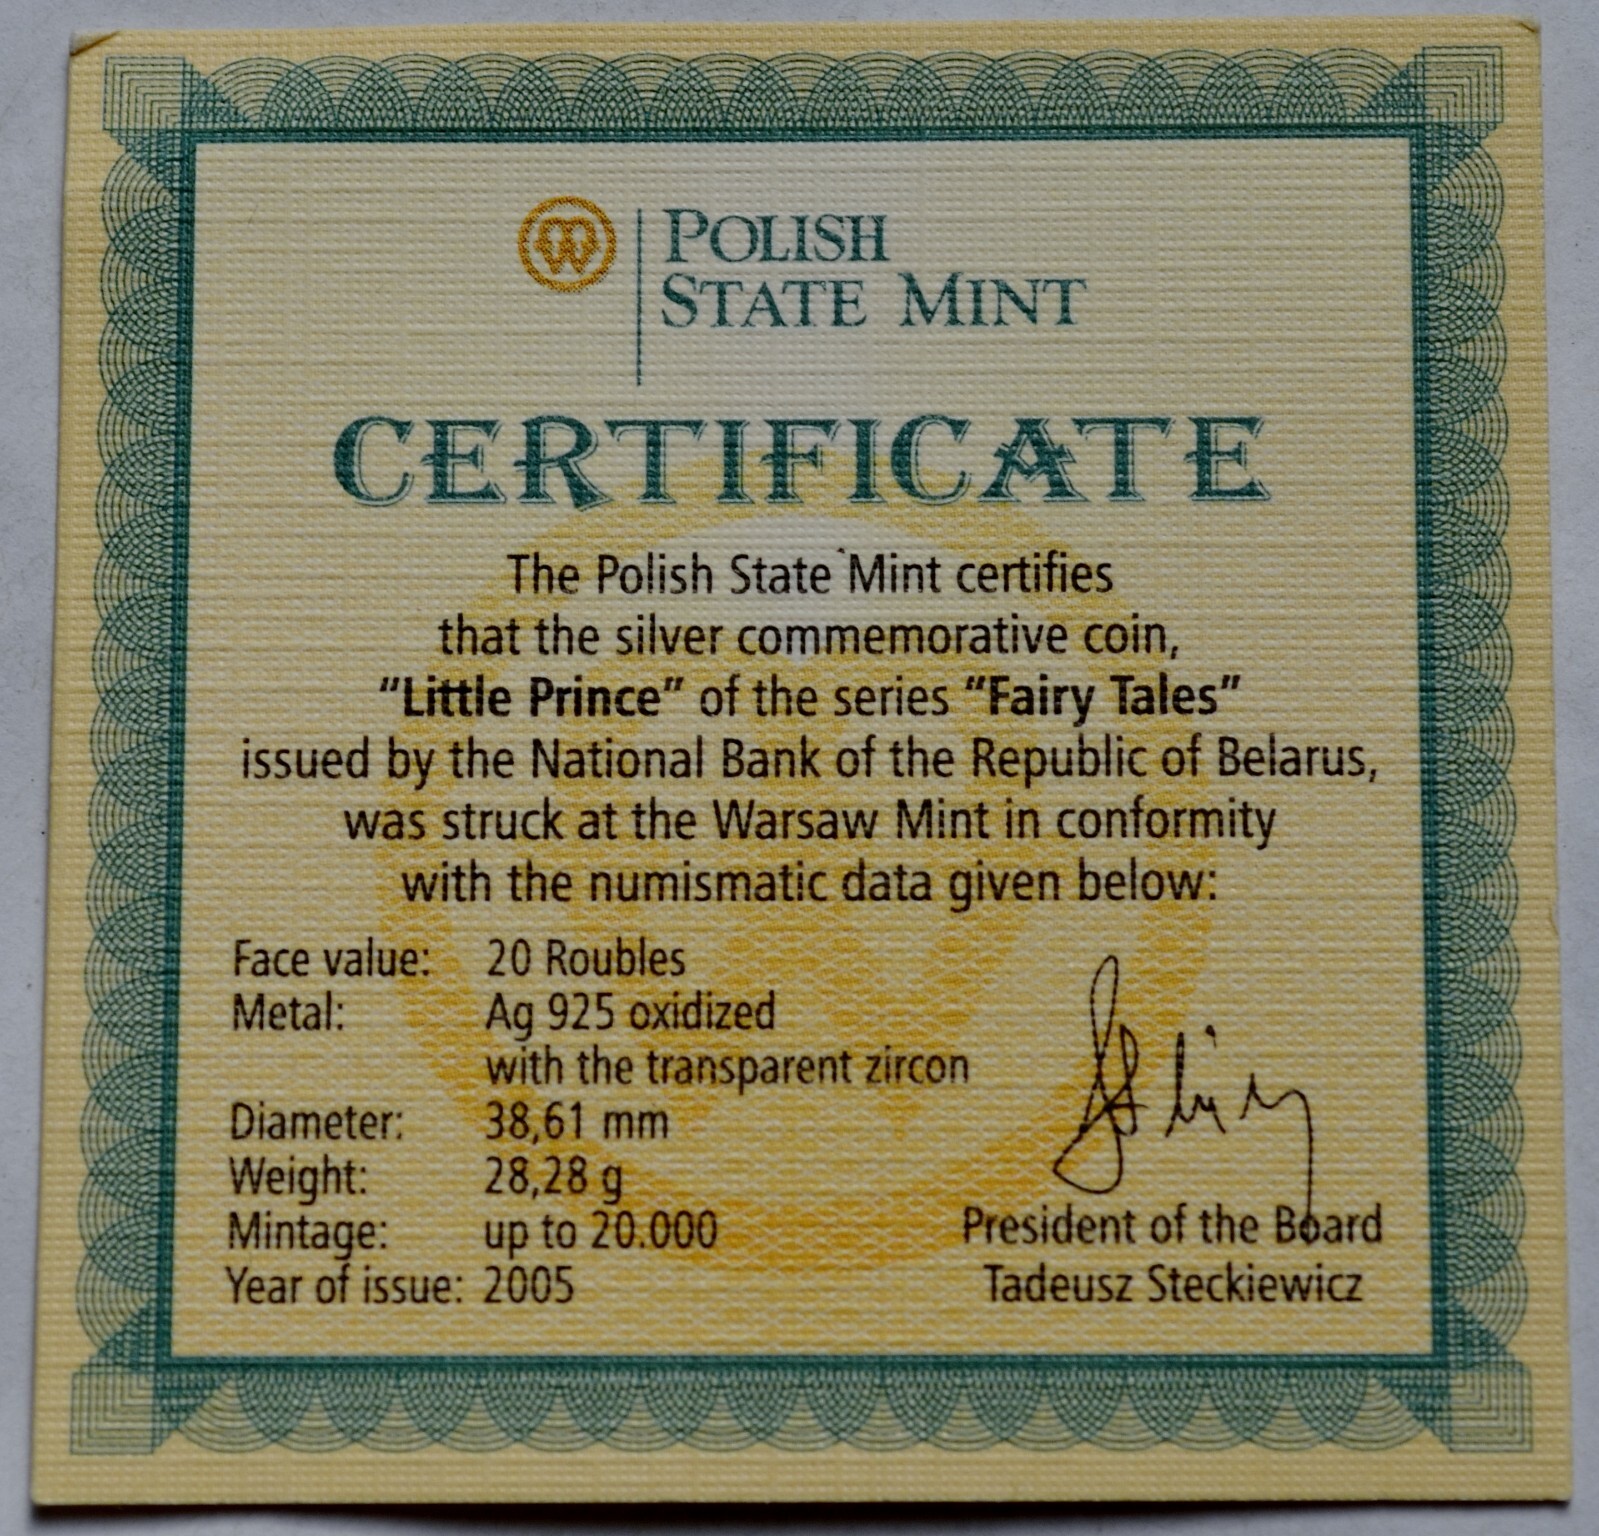 POLISH
STATE MINT
CERTIFICATE
The Polish State Mint certifies
that the silver commemorative coin,
“Little Prince” of the series “Fairy Tales”
issued by the National Bank of the Republic of Belarus,
was struck at the Warsaw Mint in conformity
with the numismatic data given below:
Face value: 20 Roubles
Metal: Ag 925 oxidized
with the transparent zircon
Diameter: 38,61 mm
Weight: 28,28 g
Mintage: up to 20.000
Year of issue: 2005
President of the Board
Tadeusz Steckiewicz